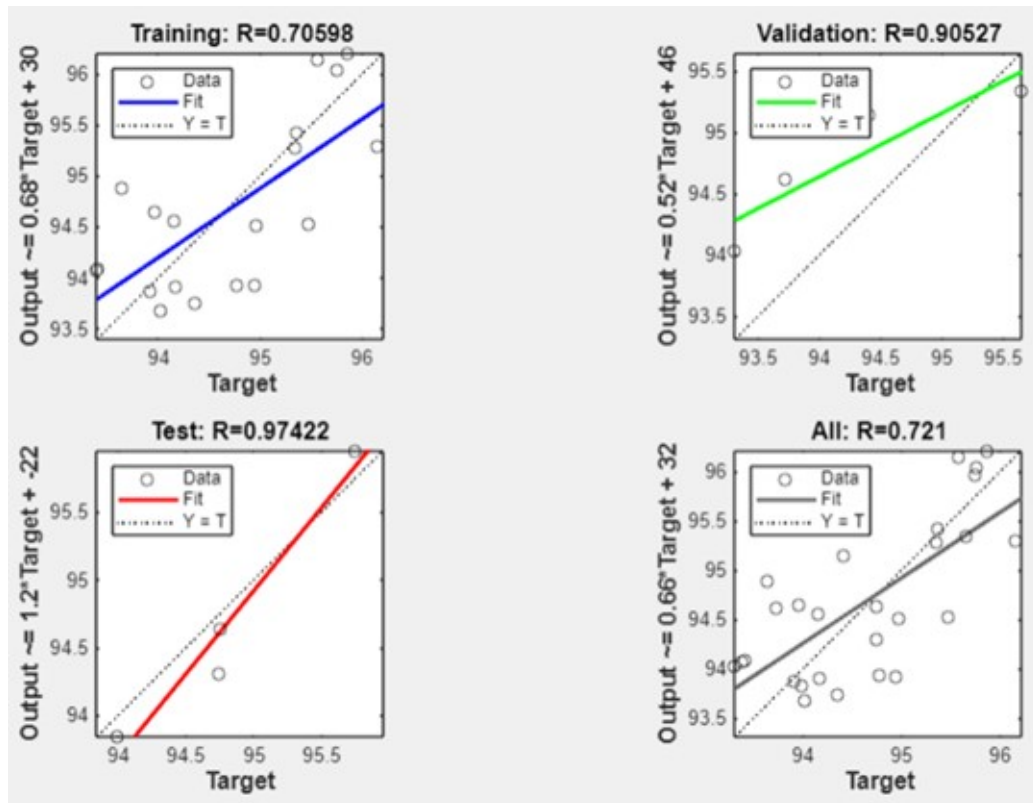 Training: R=0.70598
Output ~= 0.68*Target + 30
96
95.5
95
94.5
94
93.5
Data
Fit
Y = T
94
95
96
Target
Validation: R=0.90527
Output ~= 0.52*Target + 46
95.5
95
94.5
94
93.5
Data
Fit
Y = T
93.5
94
94.5
95
95.5
Target
Test: R=0.97422
Output ~= 1.2*Target + -22
95.5
95
94.5
94
Data
Fit
Y = T
94
94.5
95
95.5
Target
All: R=0.721
Output ~= 0.66*Target + 32
96
95.5
95
94.5
94
93.5
Data
Fit
Y = T
94
95
96
Target